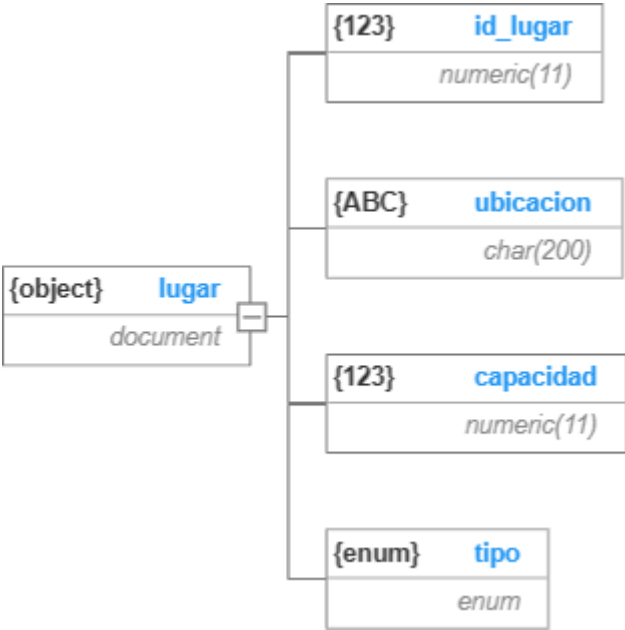 {123} id_lugar
numeric(11)
{ABC} ubicacion
char(200)
{object} lugar
document
{123} capacidad
numeric(11)
{enum} tipo
enum